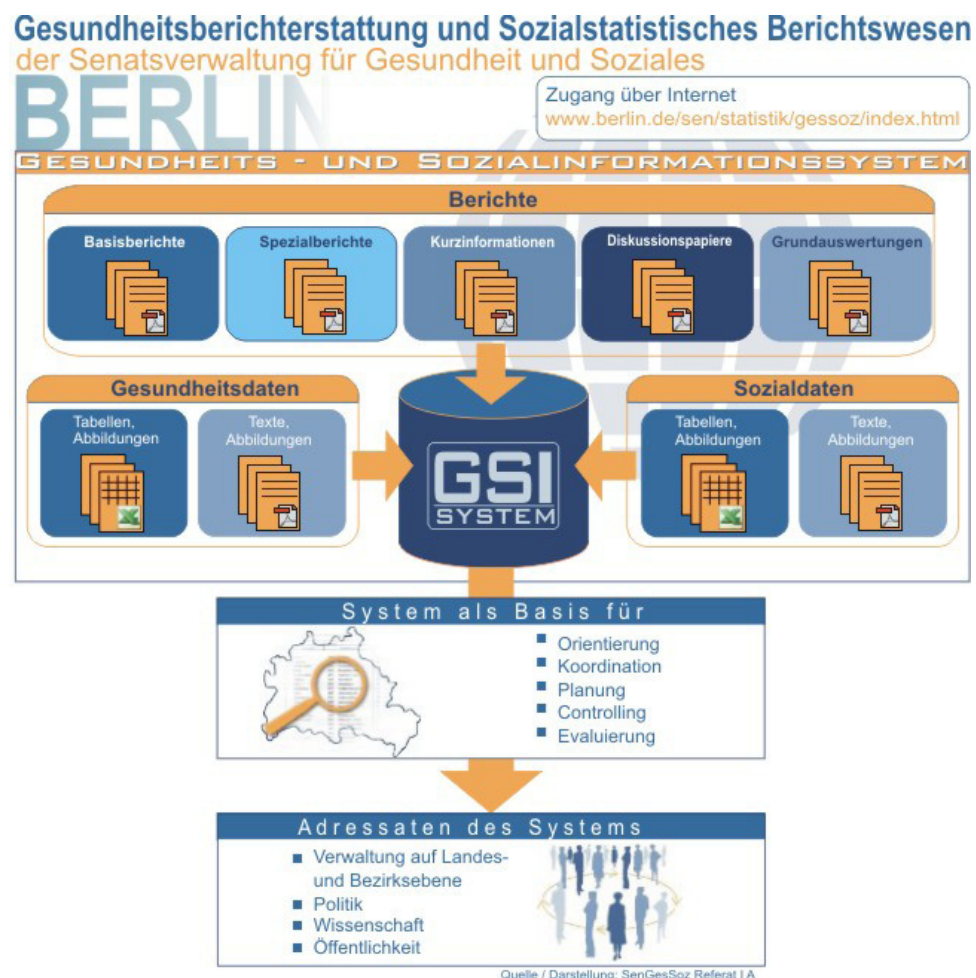 Gesundheitsberichterstattung und Sozialstatistisches Berichtswesen
der Senatsverwaltung für Gesundheit und Soziales
BERLIN
Zugang über Internet
www.berlin.de/sen/statistik/gessoz/index.html
GESUNDHEITS - UND SOZIALINFORMATIONSSYSTEM
Berichte
Basisberichte
Spezialberichte
Kurzinformationen
Diskussionspapiere
Grundauswertungen
Gesundheitsdaten
Tabellen,
Abbildungen
Texte,
Abbildungen
GSI
SYSTEM
Sozialdaten
Tabellen,
Abbildungen
Texte,
Abbildungen
System als Basis für
Orientierung
Koordination
Planung
Controlling
Evaluierung
Adressaten des Systems
Verwaltung auf Landes-
und Bezirksebene
Politik
Wissenschaft
Öffentlichkeit
Quelle / Darstellung: SenGesSoz Referat I A